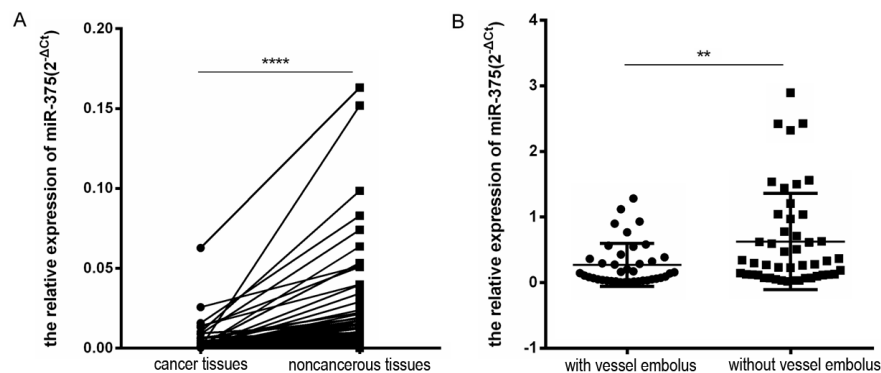 A
the relative expression of miR-375(2^-ΔCt)
0.20
0.15
0.10
0.05
0.00
****
cancer tissues
noncancerous tissues
B
the relative expression of miR-375(2^-ΔCt)
4
3
2
1
0
-1
**
with vessel embolus
without vessel embolus